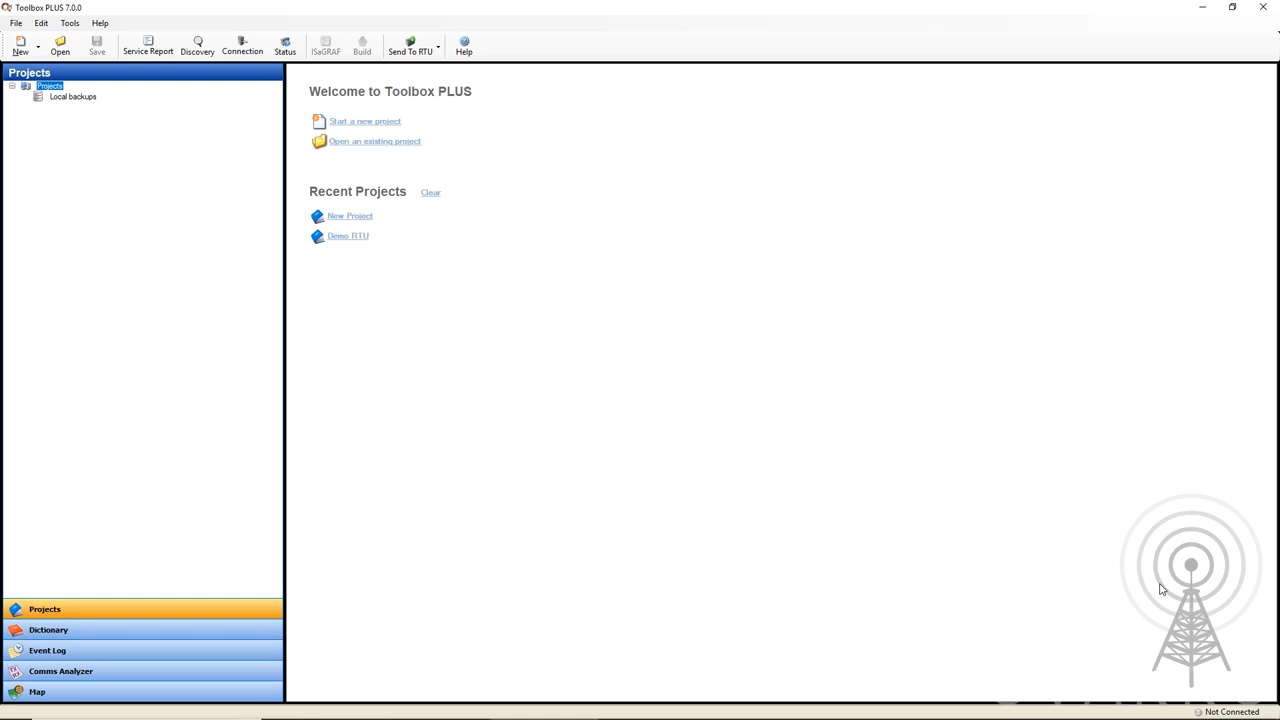 Toolbox PLUS 7.0.0
File Edit Tools Help
New Open Save Service Report Discovery Connection Status ISaGRAF Build Send To RTU Help
Projects
Projects
Local backups
Welcome to Toolbox PLUS
Start a new project
Open an existing project
Recent Projects Clear
New Project
Demo RTU
Projects
Dictionary
Event Log
Comms Analyzer
Map
Not Connected